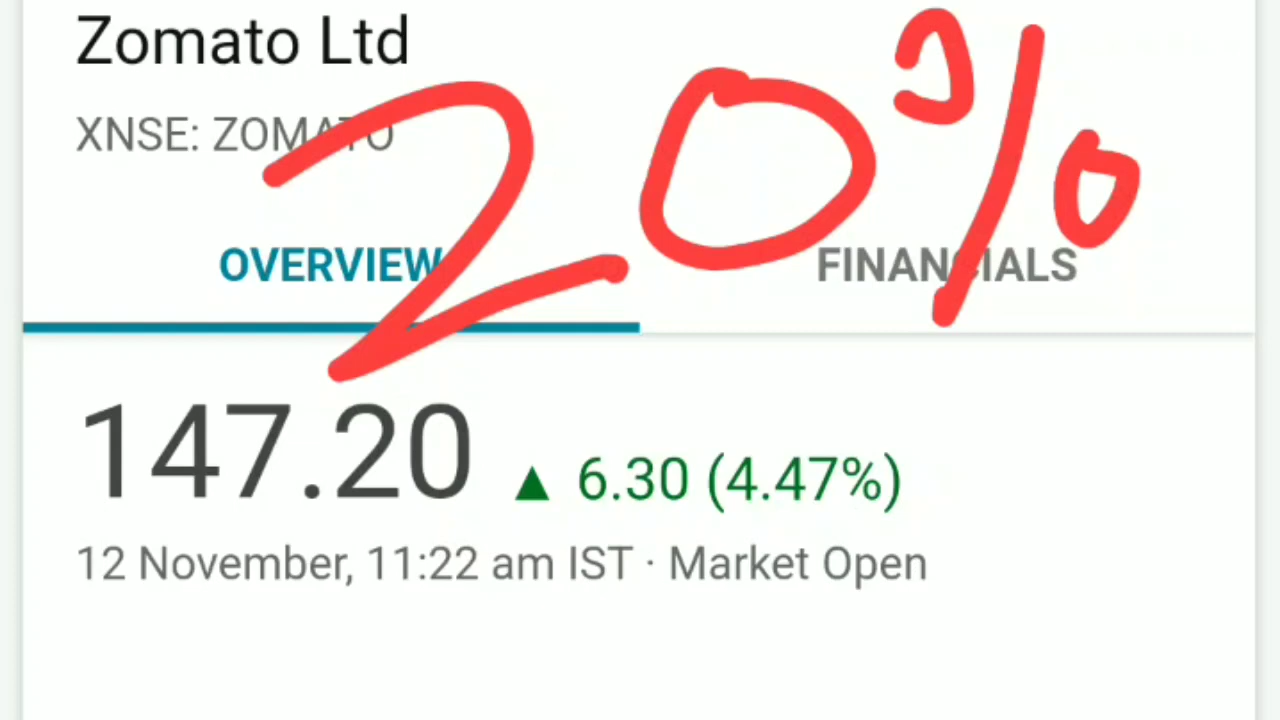 Zomato Ltd
XNSE: ZOMATO
20%
OVERVIEW FINANCIALS
147.20 ▲ 6.30 (4.47%)
12 November, 11:22 am IST · Market Open